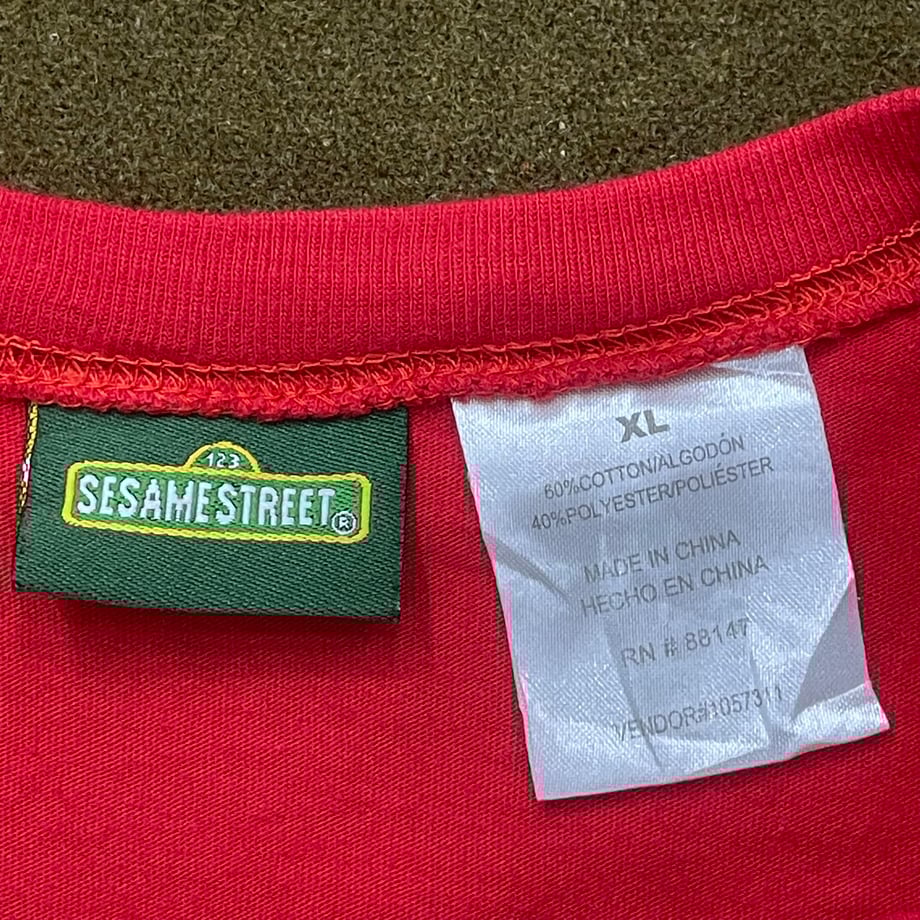 123
SESAME STREET ®
XL
60%COTTON/ALGODÓN
40%POLYESTER/POLIÉSTER
MADE IN CHINA
HECHO EN CHINA
RN # 88147
VENDOR#1057311